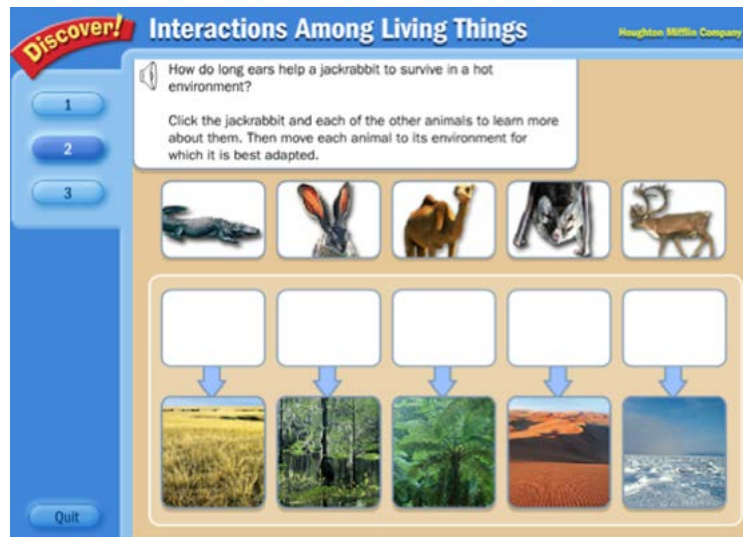 Discover!
Interactions Among Living Things
Houghton Mifflin Company
How do long ears help a jackrabbit to survive in a hot
environment?
Click the jackrabbit and each of the other animals to learn more
about them. Then move each animal to its environment for
which it is best adapted.
1
2
3
Quit